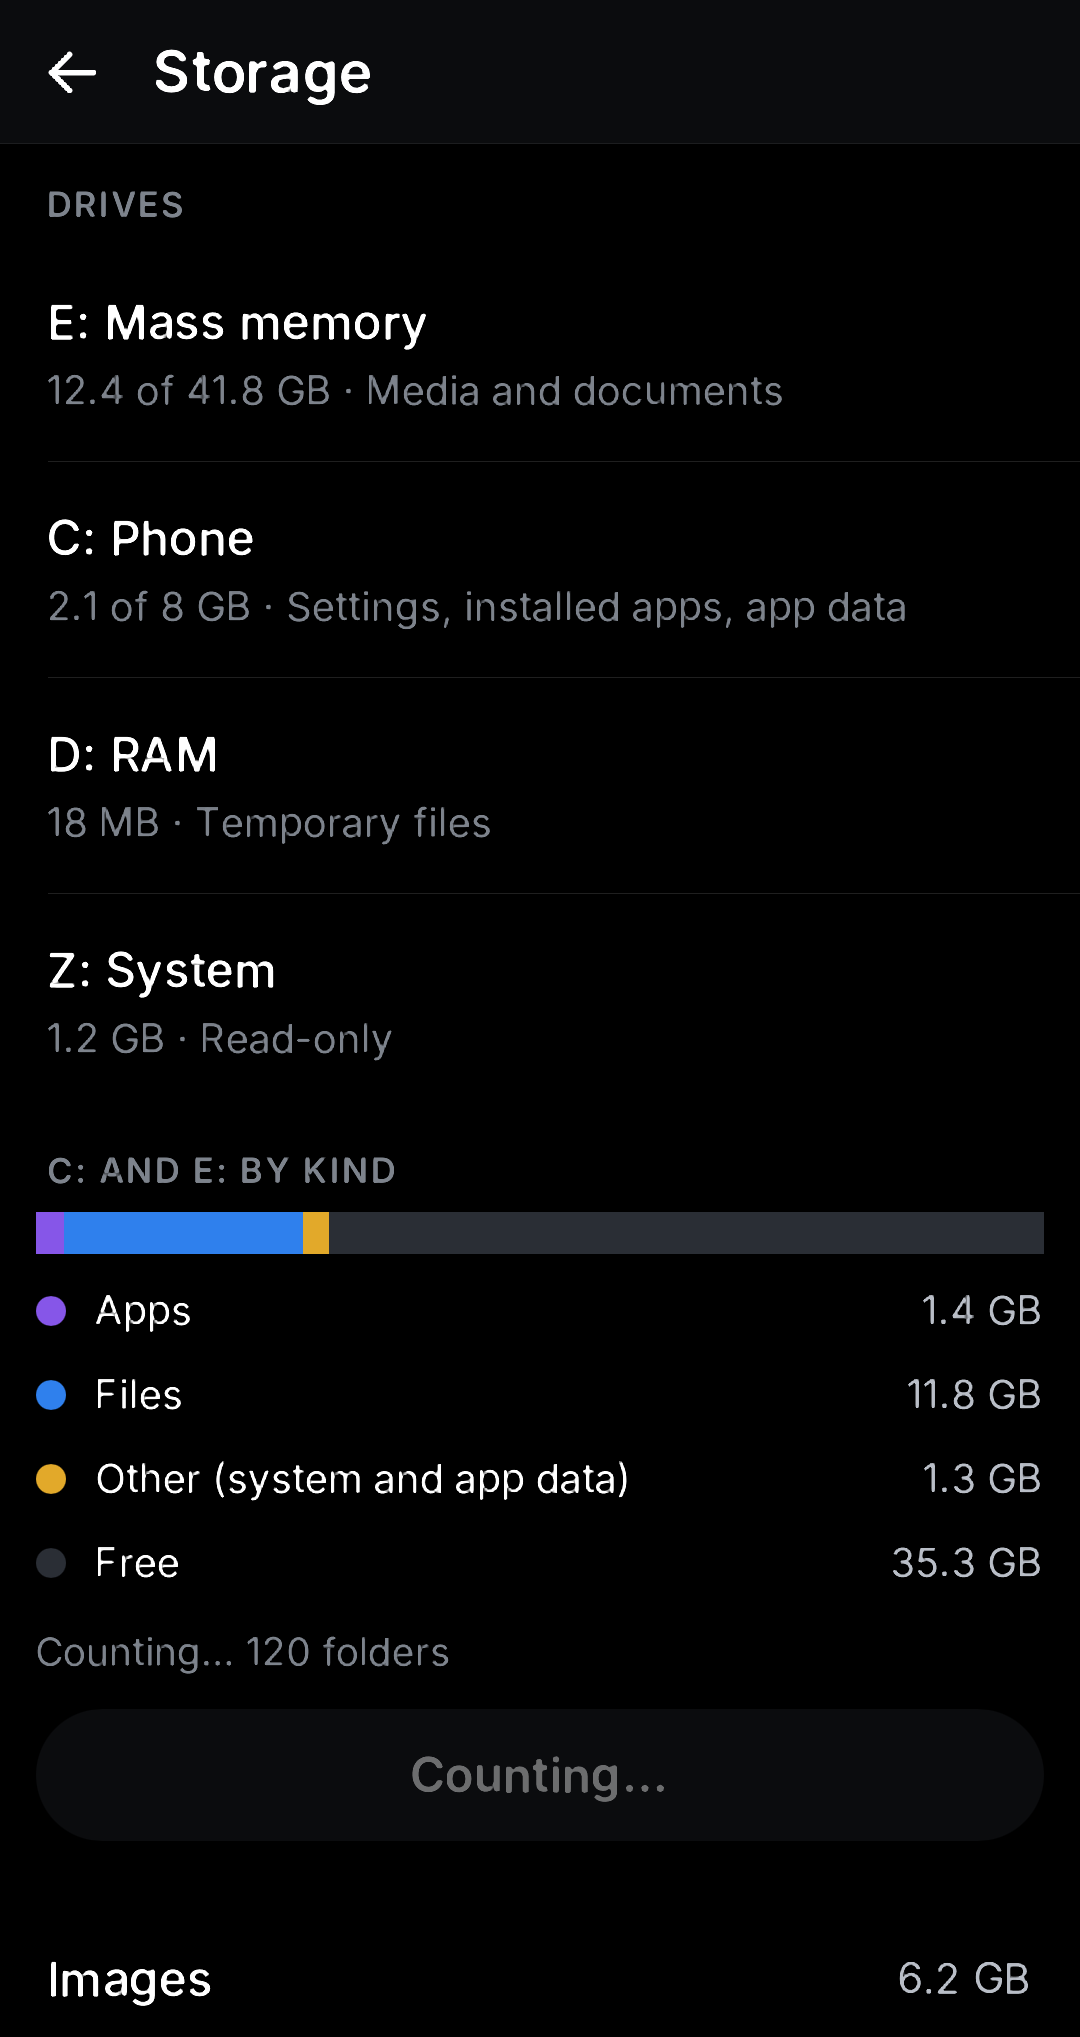 Storage
DRIVES
E: Mass memory
12.4 of 41.8 GB · Media and documents
C: Phone
2.1 of 8 GB · Settings, installed apps, app data
D: RAM
18 MB · Temporary files
Z: System
1.2 GB · Read-only
C: AND E: BY KIND
Apps 1.4 GB
Files 11.8 GB
Other (system and app data) 1.3 GB
Free 35.3 GB
Counting... 120 folders
Counting...
Images 6.2 GB